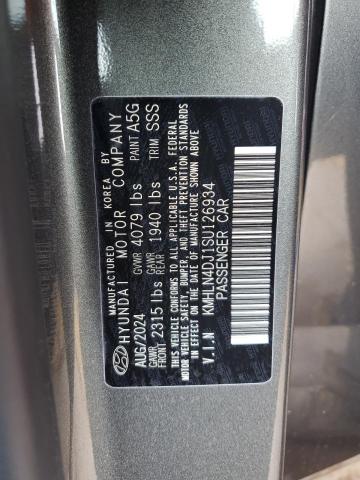 MANUFACTURED IN KOREA BY
HYUNDAI MOTOR COMPANY
AUG/2024 GVWR 4079 lbs PAINT A5G
GAWR FRONT 2315 lbs GAWR REAR 1940 lbs TRIM SSS
THIS VEHICLE CONFORMS TO ALL APPLICABLE U.S.A. FEDERAL
MOTOR VEHICLE SAFETY, BUMPER, AND THEFT PREVENTION STANDARDS
IN EFFECT ON THE DATE OF MANUFACTURE SHOWN ABOVE
V.I.N KMHLN4DJ1SU126934
PASSENGER CAR